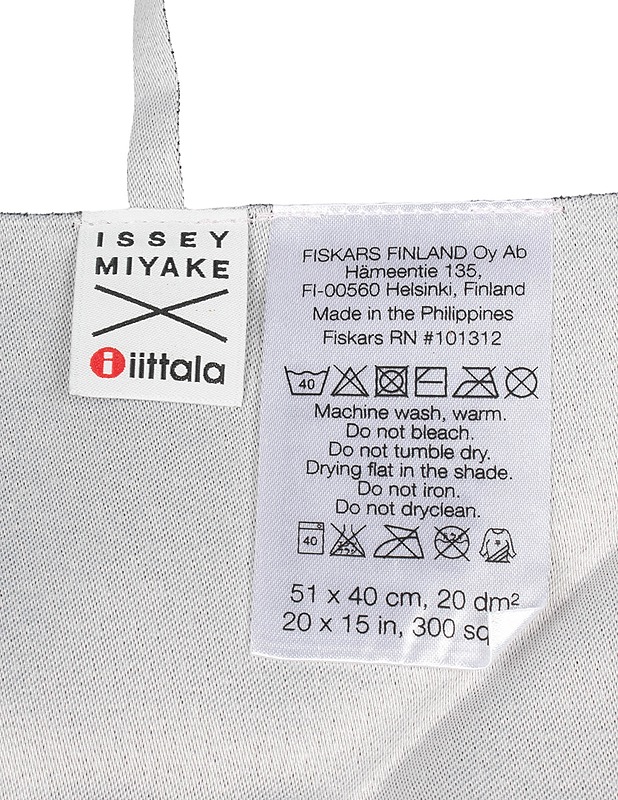 ISSEY
MIYAKE
iittala
FISKARS FINLAND Oy Ab
Hämeentie 135,
FI-00560 Helsinki, Finland
Made in the Philippines
Fiskars RN #101312
40
Machine wash, warm.
Do not bleach.
Do not tumble dry.
Drying flat in the shade.
Do not iron.
Do not dryclean.
40
51 x 40 cm, 20 dm²
20 x 15 in, 300 sq